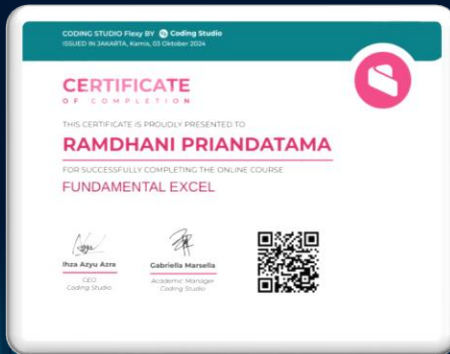 CODING STUDIO Flexy BY Coding Studio
ISSUED IN JAKARTA, Kamis, 03 Oktober 2024
CERTIFICATE
OF COMPLETION
THIS CERTIFICATE IS PROUDLY PRESENTED TO
RAMDHANI PRIANDATAMA
FOR SUCCESSFULLY COMPLETING THE ONLINE COURSE
FUNDAMENTAL EXCEL
Ihza Azyu Azra
CEO
Coding Studio
Gabriella Marsella
Academic Manager
Coding Studio